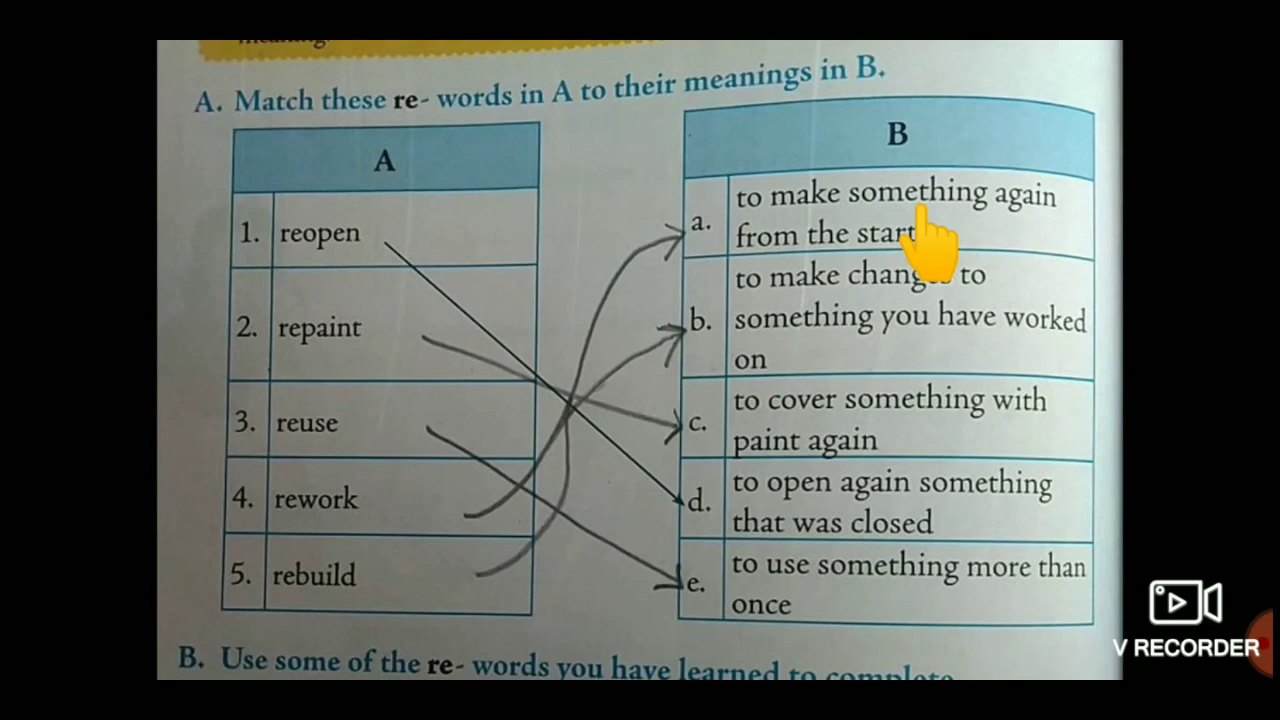 meaning.
A. Match these re- words in A to their meanings in B.
A
1. reopen
2. repaint
3. reuse
4. rework
5. rebuild
B
a. to make something again
from the start
b. to make changes to
something you have worked
on
c. to cover something with
paint again
d. to open again something
that was closed
e. to use something more than
once
B. Use some of the re- words you have learned to complete
V RECORDER